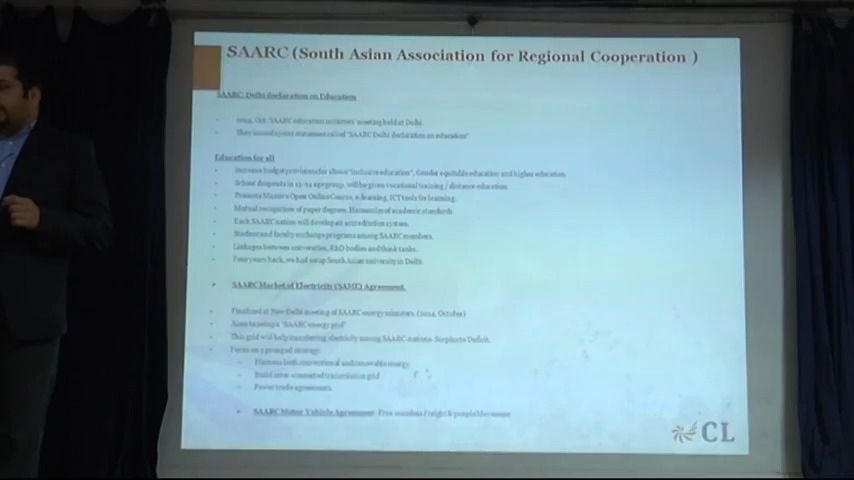 SAARC (South Asian Association for Regional Cooperation )
SAARC: Delhi declaration on Education
2014, Oct. SAARC education ministers' meeting held at Delhi.
They issued a joint statement called "SAARC Delhi declaration on education"
Education for all
Increase budget provisions for above "inclusive education", Gender equitable education and higher education.
School dropouts in 15-24 age group, will be given vocational training / distance education.
Promote Massive Open Online Course, e-learning, ICT tools for learning.
Mutual recognition of paper degrees, Harmonize of academic standards.
Each SAARC nation will develop an accreditation system.
Student and faculty exchange programs among SAARC members.
Linkages between universities, R&D bodies and think tanks.
Four years back, we had setup South Asian university in Delhi.
SAARC Market of Electricity (SAME) Agreement.
Finalized at New Delhi meeting of SAARC energy ministers. (2014, October)
Aims to setup a "SAARC energy grid"
This grid will help transferring electricity among SAARC-nations- Surplus to Deficit.
Focus on 3 pronged strategy:
Harness both conventional and renewable energy
Build inter-connected transmission grid
Power trade agreements.
SAARC Motor Vehicle Agreement- Free seamless Freight & people Movement
CL